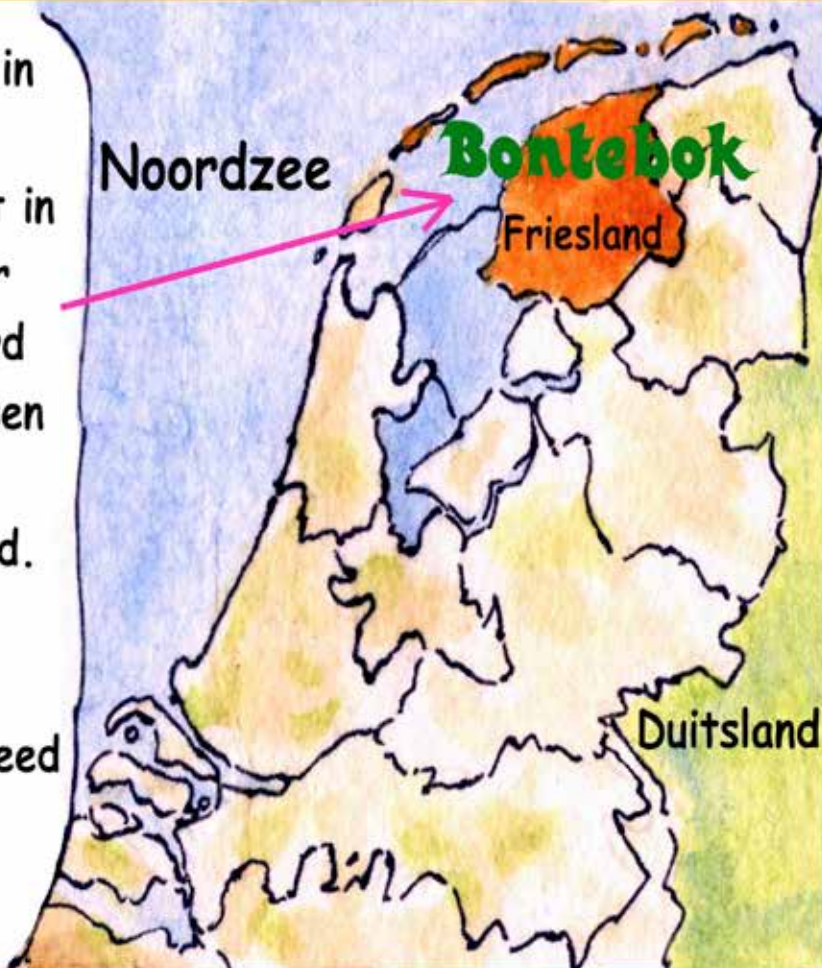 in
in
r
d
en
d.
eed
Noordzee
Bontebok
Friesland
Duitsland